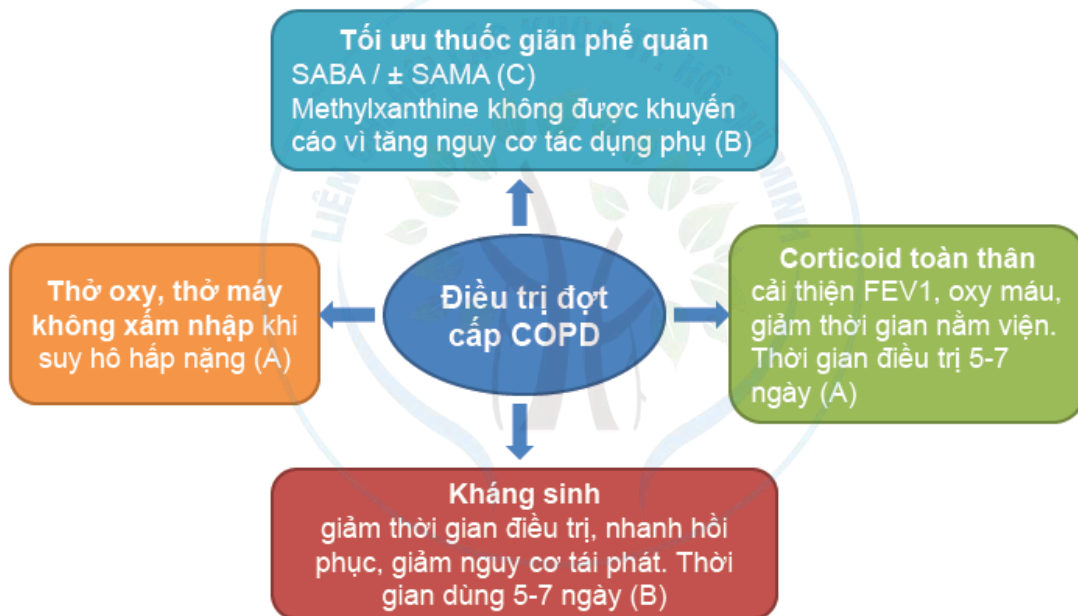 Tối ưu thuốc giãn phế quản
SABA / ± SAMA (C)
Methylxanthine không được khuyến
cáo vì tăng nguy cơ tác dụng phụ (B)
Thở oxy, thở máy
không xấm nhập khi
suy hô hấp nặng (A)
Điều trị đợt
cấp COPD
Corticoid toàn thân
cải thiện FEV1, oxy máu,
giảm thời gian nằm viện.
Thời gian điều trị 5-7
ngày (A)
Kháng sinh
giảm thời gian điều trị, nhanh hồi
phục, giảm nguy cơ tái phát. Thời
gian dùng 5-7 ngày (B)